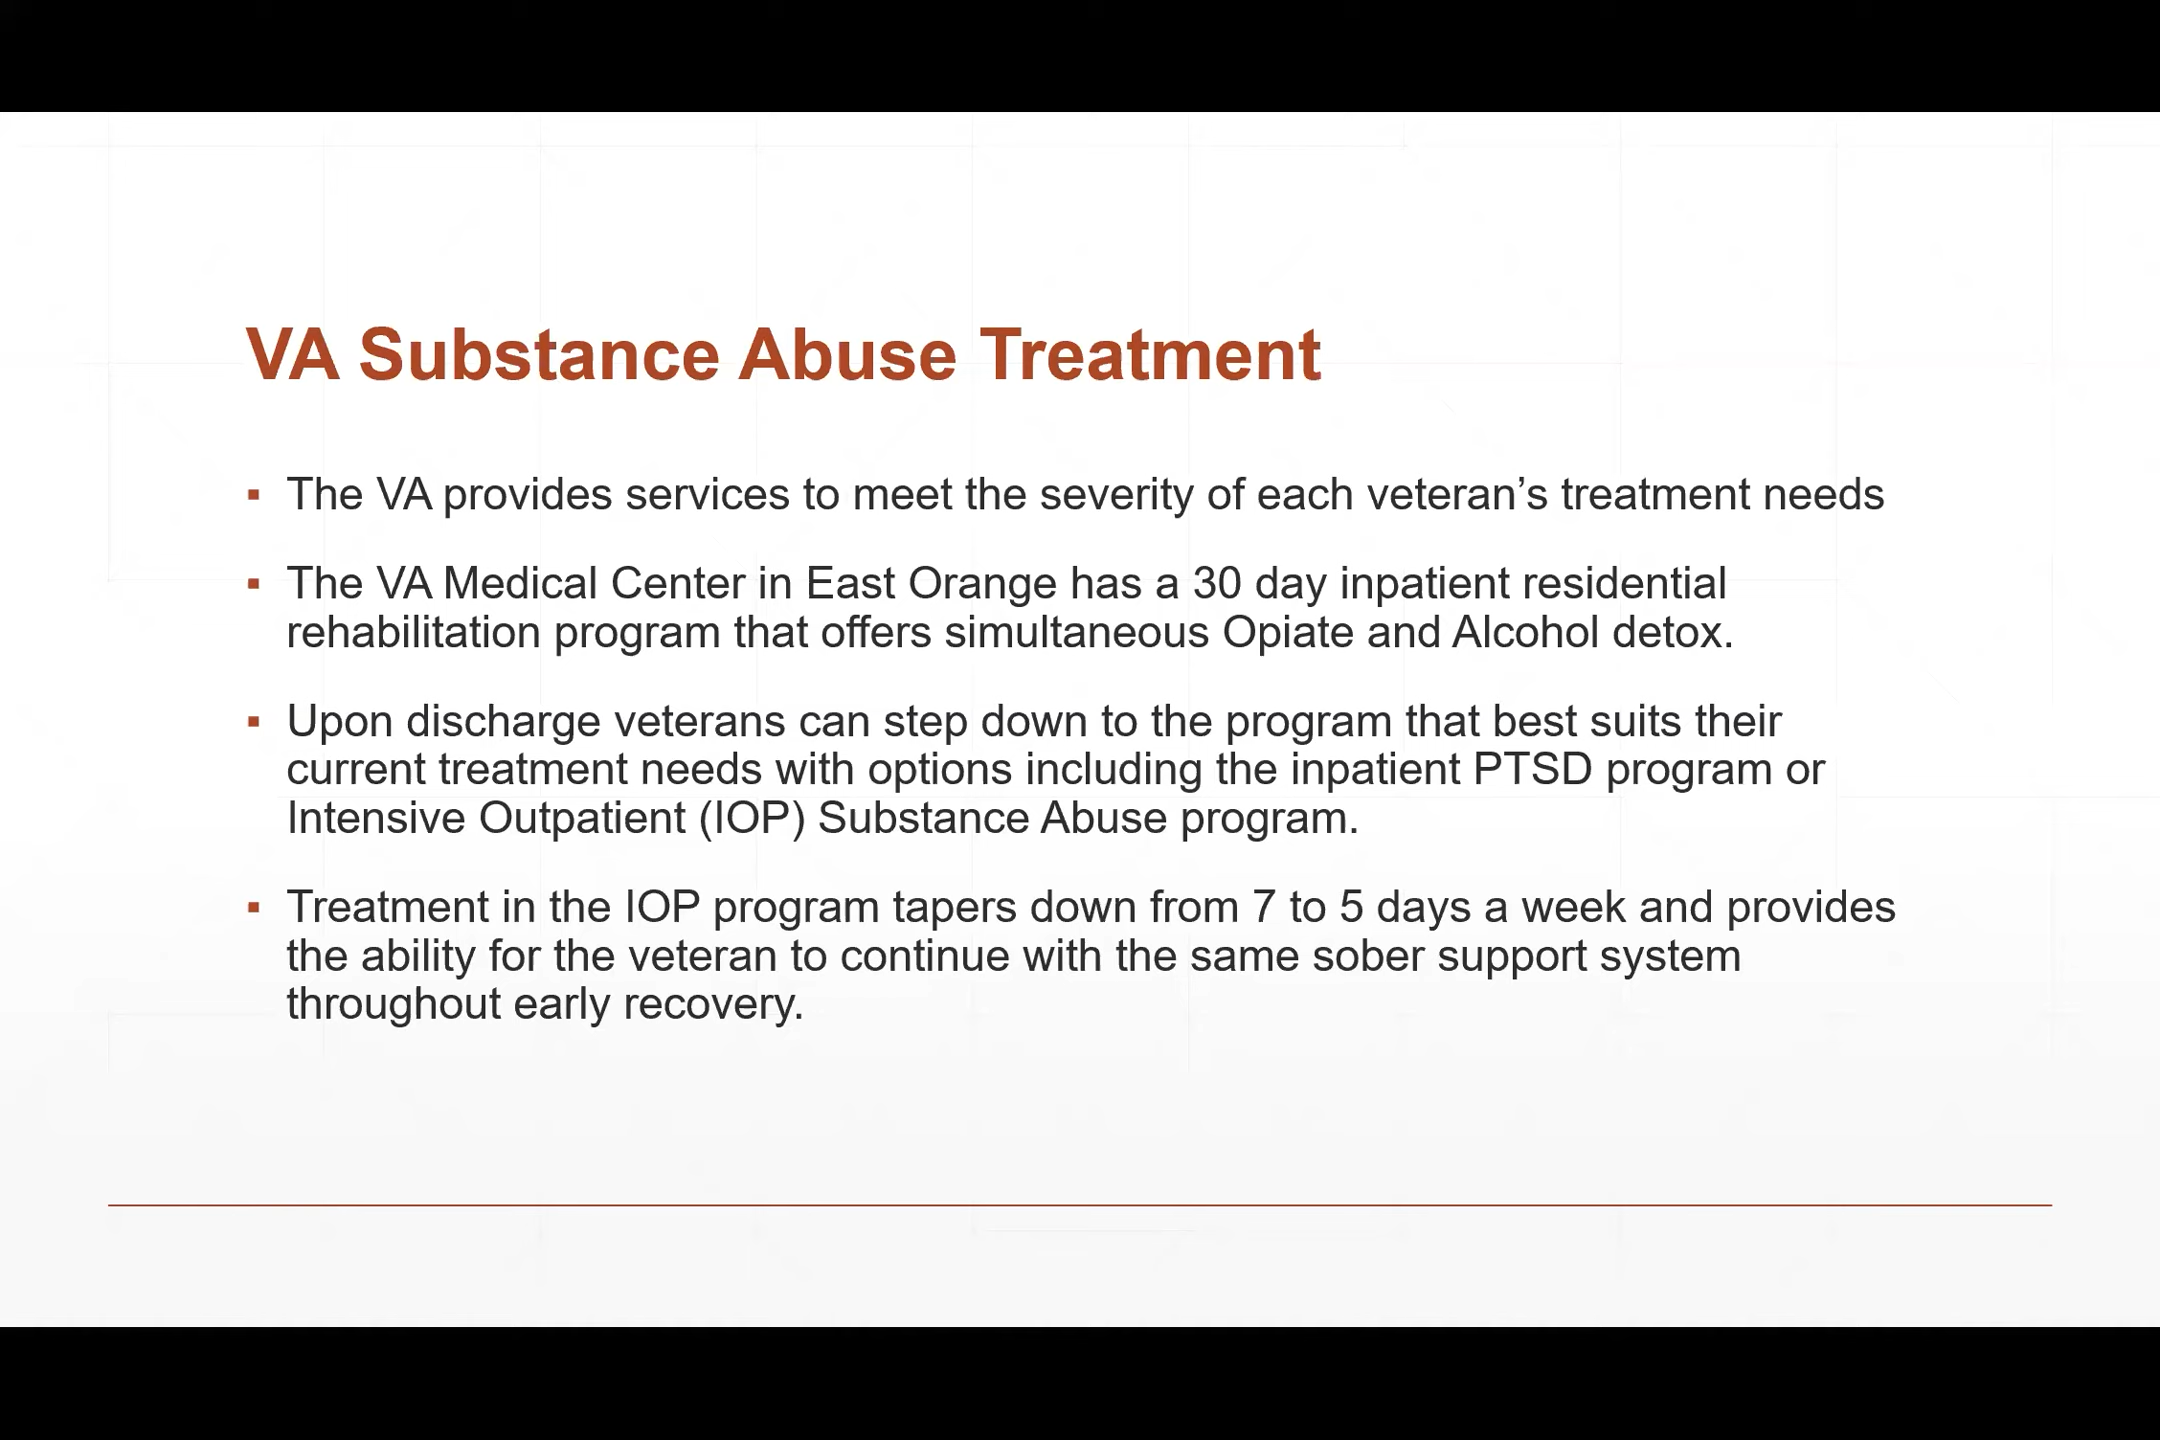 VA Substance Abuse Treatment
▪ The VA provides services to meet the severity of each veteran’s treatment needs
▪ The VA Medical Center in East Orange has a 30 day inpatient residential
rehabilitation program that offers simultaneous Opiate and Alcohol detox.
▪ Upon discharge veterans can step down to the program that best suits their
current treatment needs with options including the inpatient PTSD program or
Intensive Outpatient (IOP) Substance Abuse program.
▪ Treatment in the IOP program tapers down from 7 to 5 days a week and provides
the ability for the veteran to continue with the same sober support system
throughout early recovery.